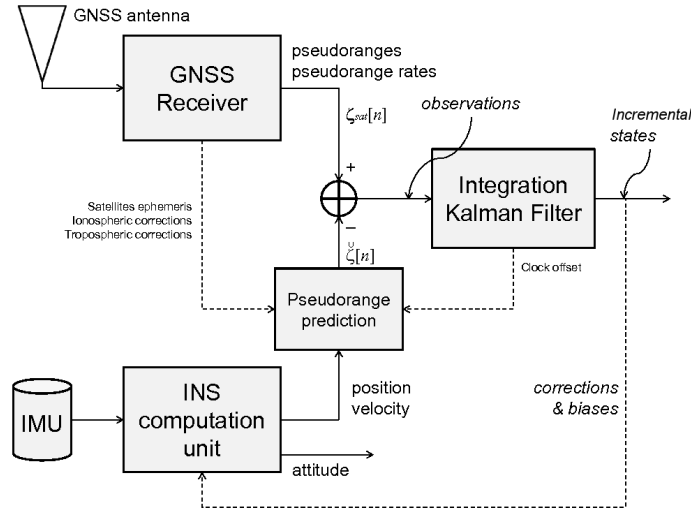 GNSS antenna
GNSS
Receiver
pseudoranges
pseudorange rates
ζsat[n]
observations
Incremental
states
+
Integration
Kalman Filter
Satellites ephemeris
Ionospheric corrections
Tropospheric corrections
−
ζ̆[n]
Clock offset
Pseudorange
prediction
IMU
INS
computation
unit
position
velocity
attitude
corrections
& biases